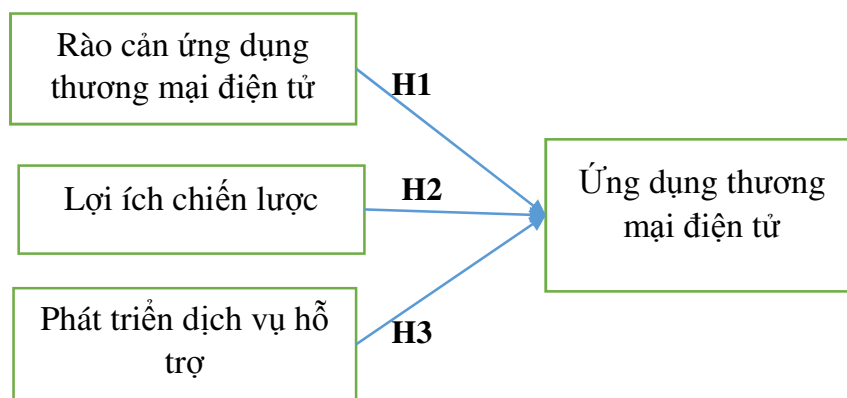 Rào cản ứng dụng
thương mại điện tử
H1
Lợi ích chiến lược
H2
Ứng dụng thương
mại điện tử
Phát triển dịch vụ hỗ
trợ
H3